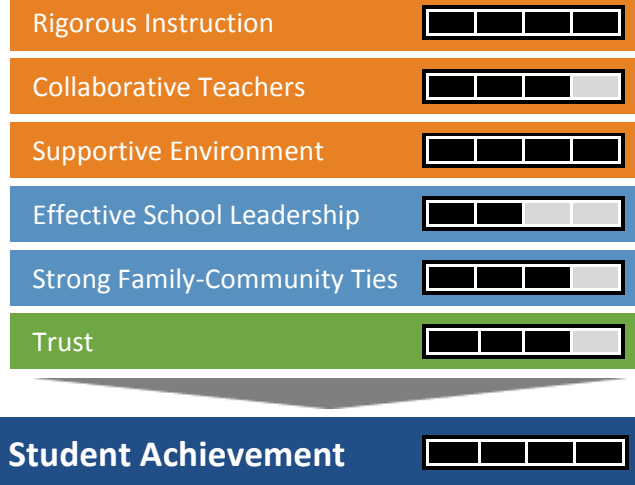 Rigorous Instruction
Collaborative Teachers
Supportive Environment
Effective School Leadership
Strong Family-Community Ties
Trust
Student Achievement